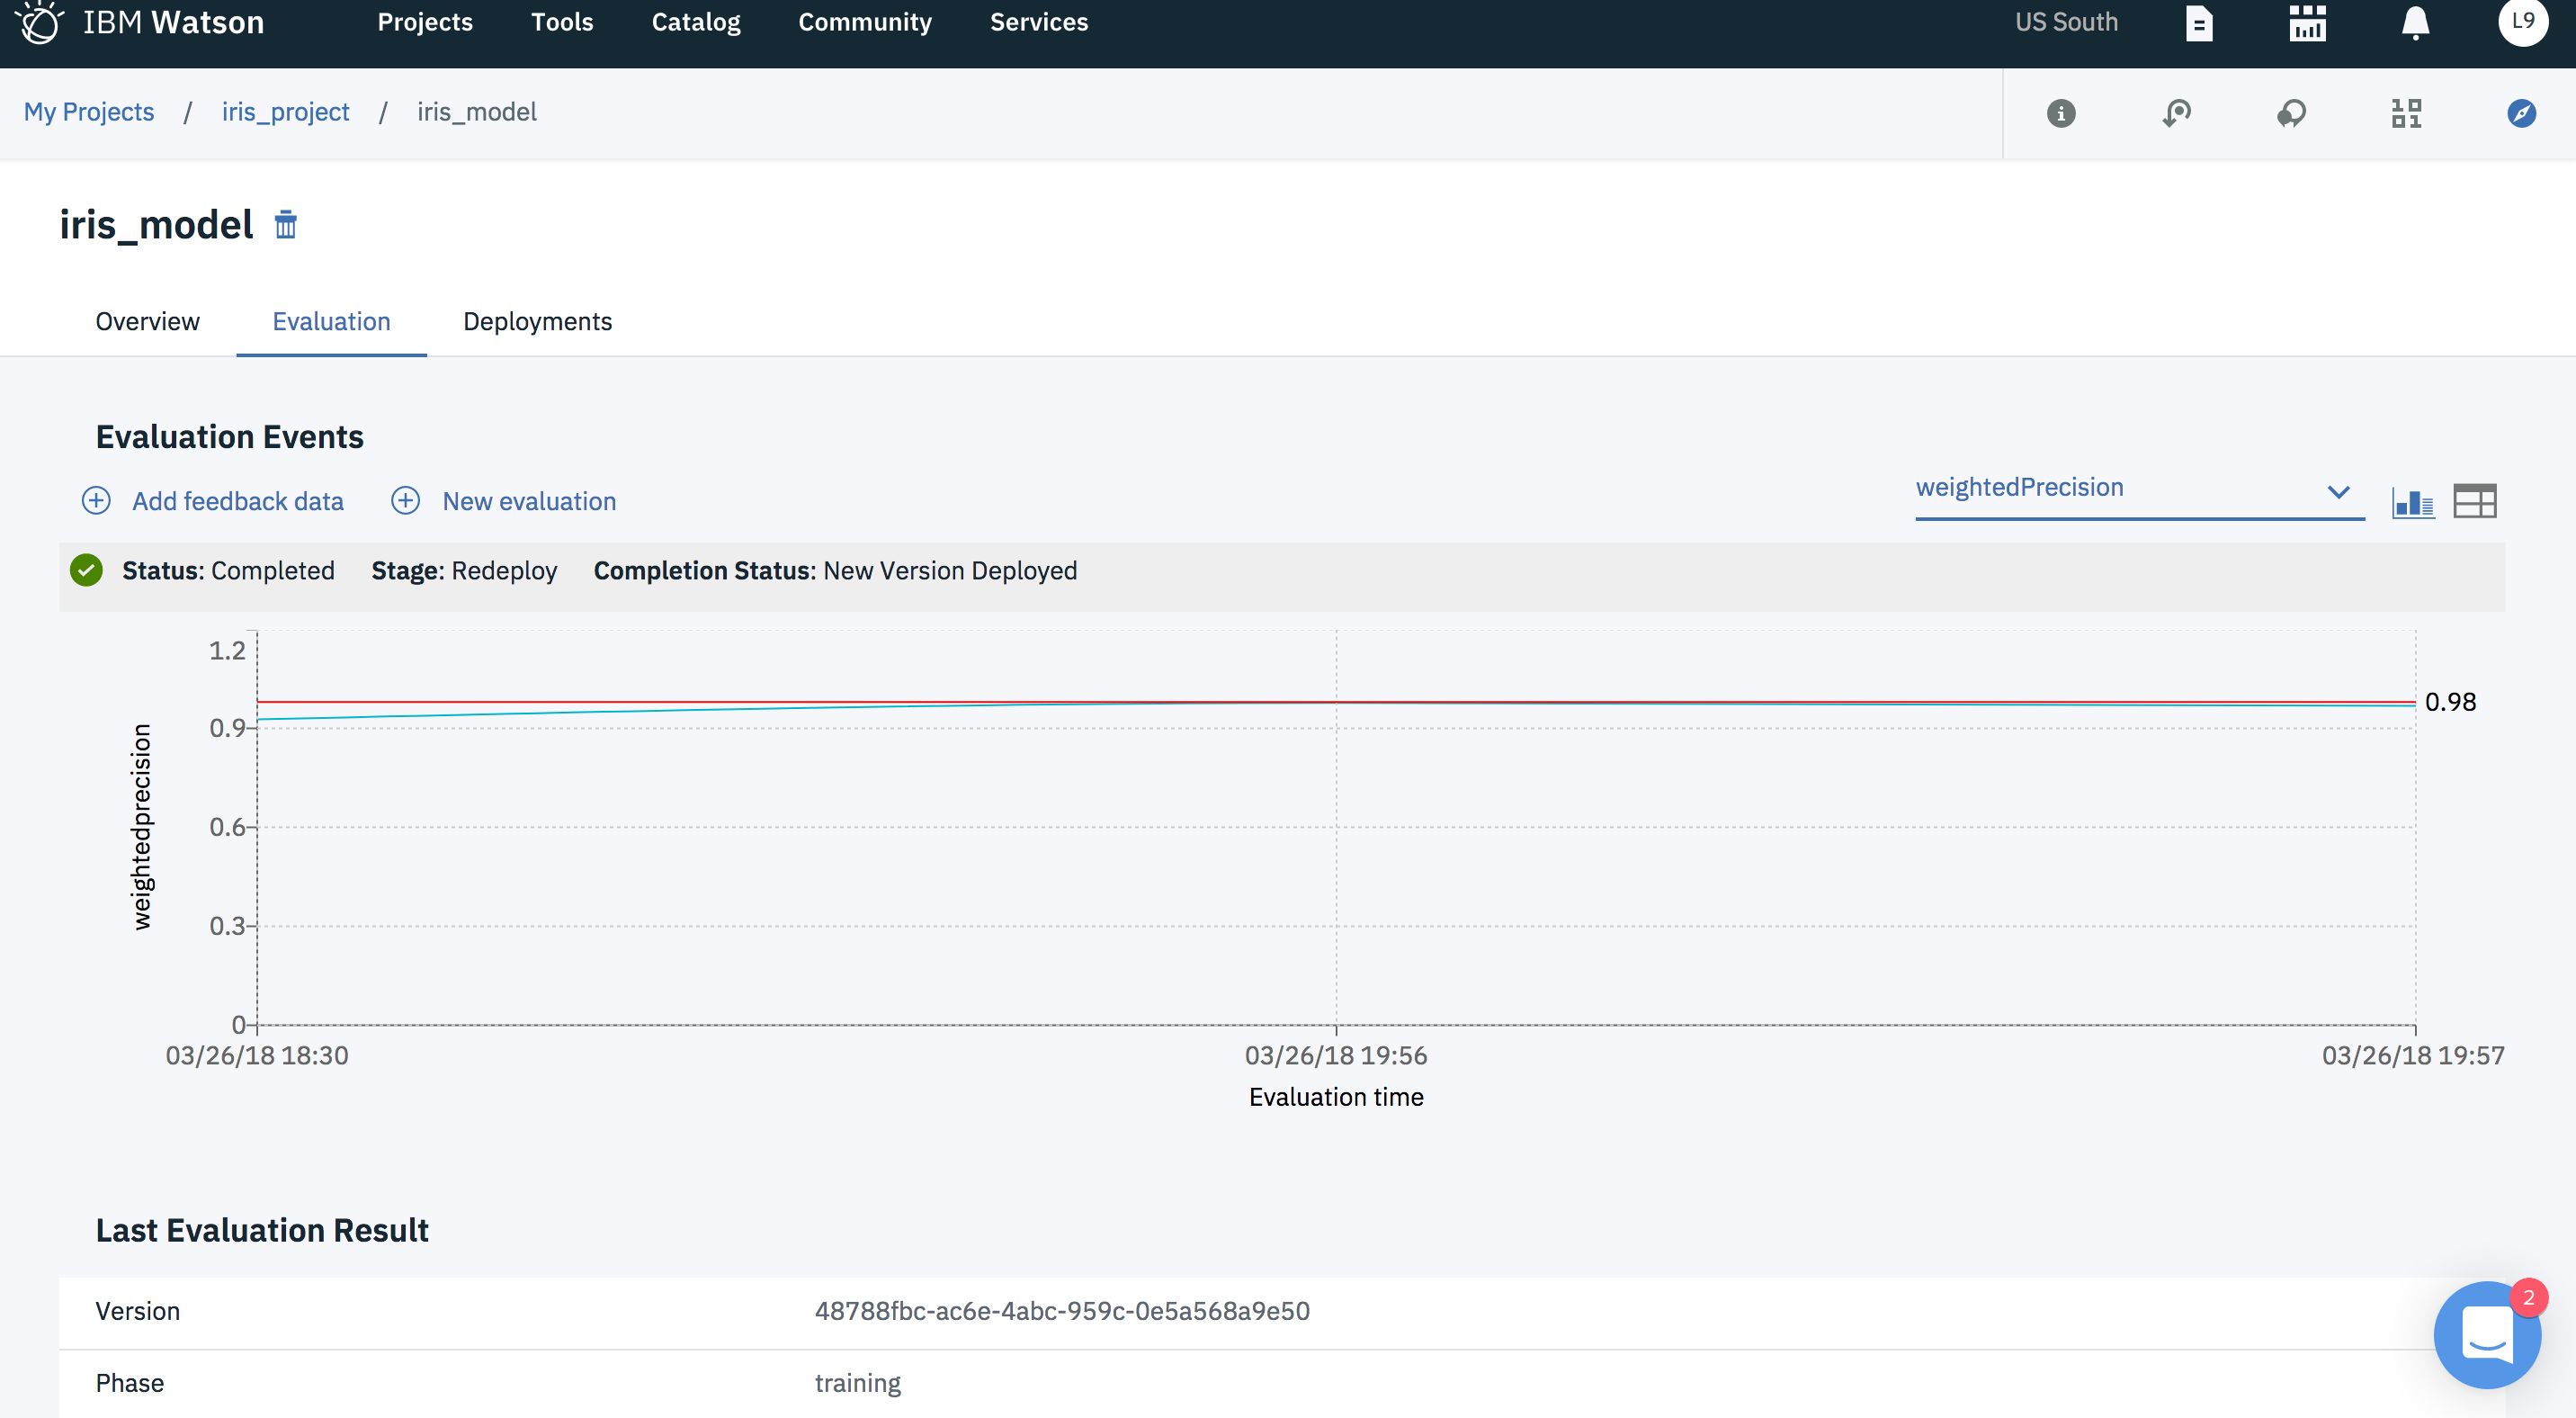 IBM Watson Projects Tools Catalog Community Services US South L9
My Projects / iris_project / iris_model
iris_model
Overview Evaluation Deployments
Evaluation Events
Add feedback data New evaluation weightedPrecision
Status: Completed Stage: Redeploy Completion Status: New Version Deployed
1.2
0.98
0.9
0.6
0.3
0
weightedprecision
03/26/18 18:30 03/26/18 19:56 03/26/18 19:57
Evaluation time
Last Evaluation Result
Version 48788fbc-ac6e-4abc-959c-0e5a568a9e50
2
Phase training